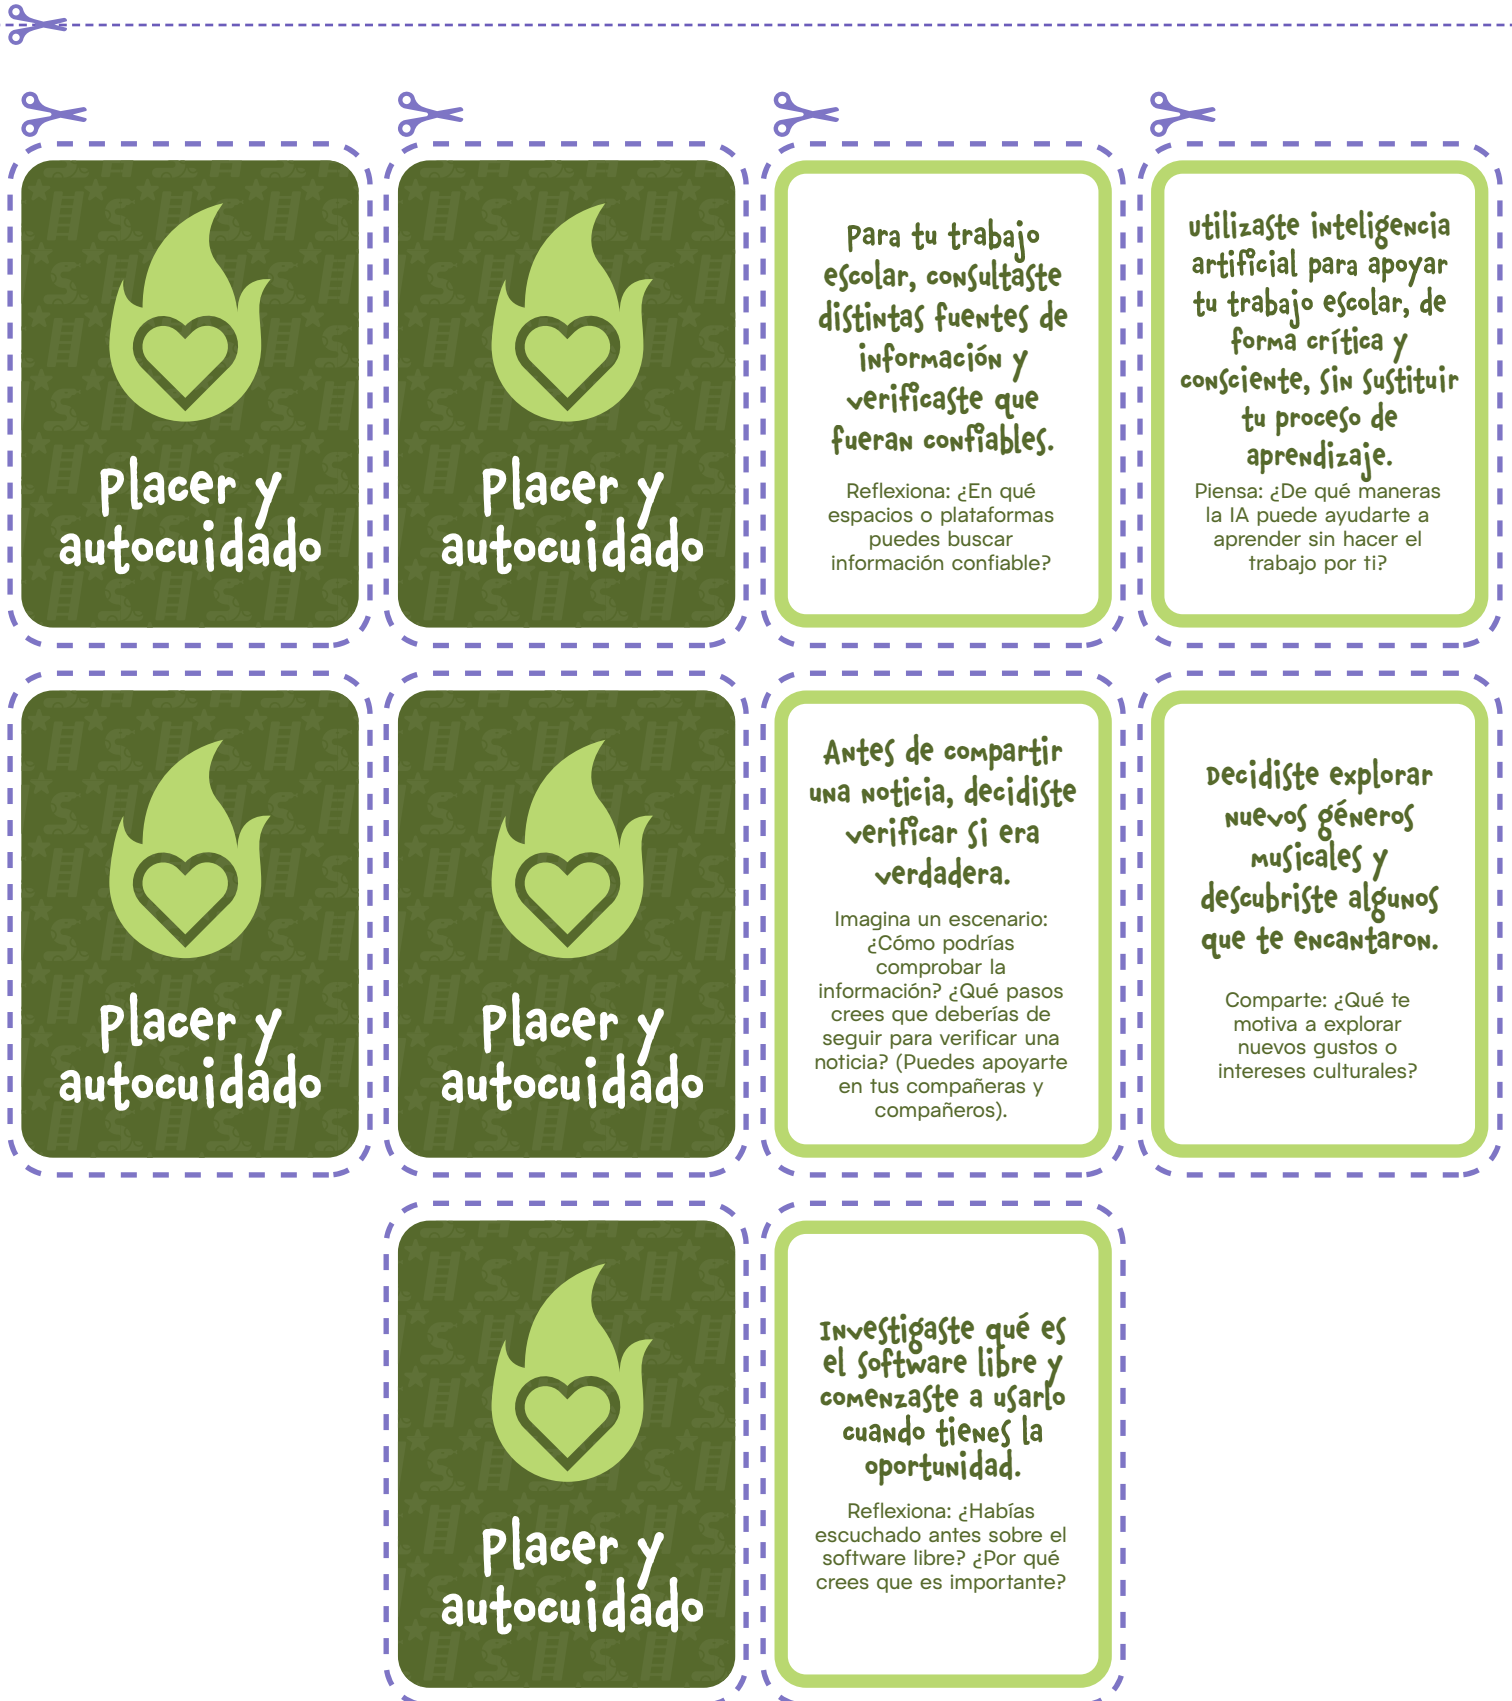 Placer y
autocuidado
Placer y
autocuidado
Para tu trabajo
escolar, consultaste
distintas fuentes de
información y
verificaste que
fueran confiables.
Reflexiona: ¿En qué
espacios o plataformas
puedes buscar
información confiable?
utilizaste inteligencia
artificial para apoyar
tu trabajo escolar, de
forma crítica y
consciente, sin sustituir
tu proceso de
aprendizaje.
Piensa: ¿De qué maneras
la IA puede ayudarte a
aprender sin hacer el
trabajo por ti?
Placer y
autocuidado
Placer y
autocuidado
Antes de compartir
una noticia, decidiste
verificar si era
verdadera.
Imagina un escenario:
¿Cómo podrías
comprobar la
información? ¿Qué pasos
crees que deberías de
seguir para verificar una
noticia? (Puedes apoyarte
en tus compañeras y
compañeros).
Decidiste explorar
nuevos géneros
musicales y
descubriste algunos
que te encantaron.
Comparte: ¿Qué te
motiva a explorar
nuevos gustos o
intereses culturales?
Placer y
autocuidado
Investigaste qué es
el software libre y
comenzaste a usarlo
cuando tienes la
oportunidad.
Reflexiona: ¿Habías
escuchado antes sobre el
software libre? ¿Por qué
crees que es importante?